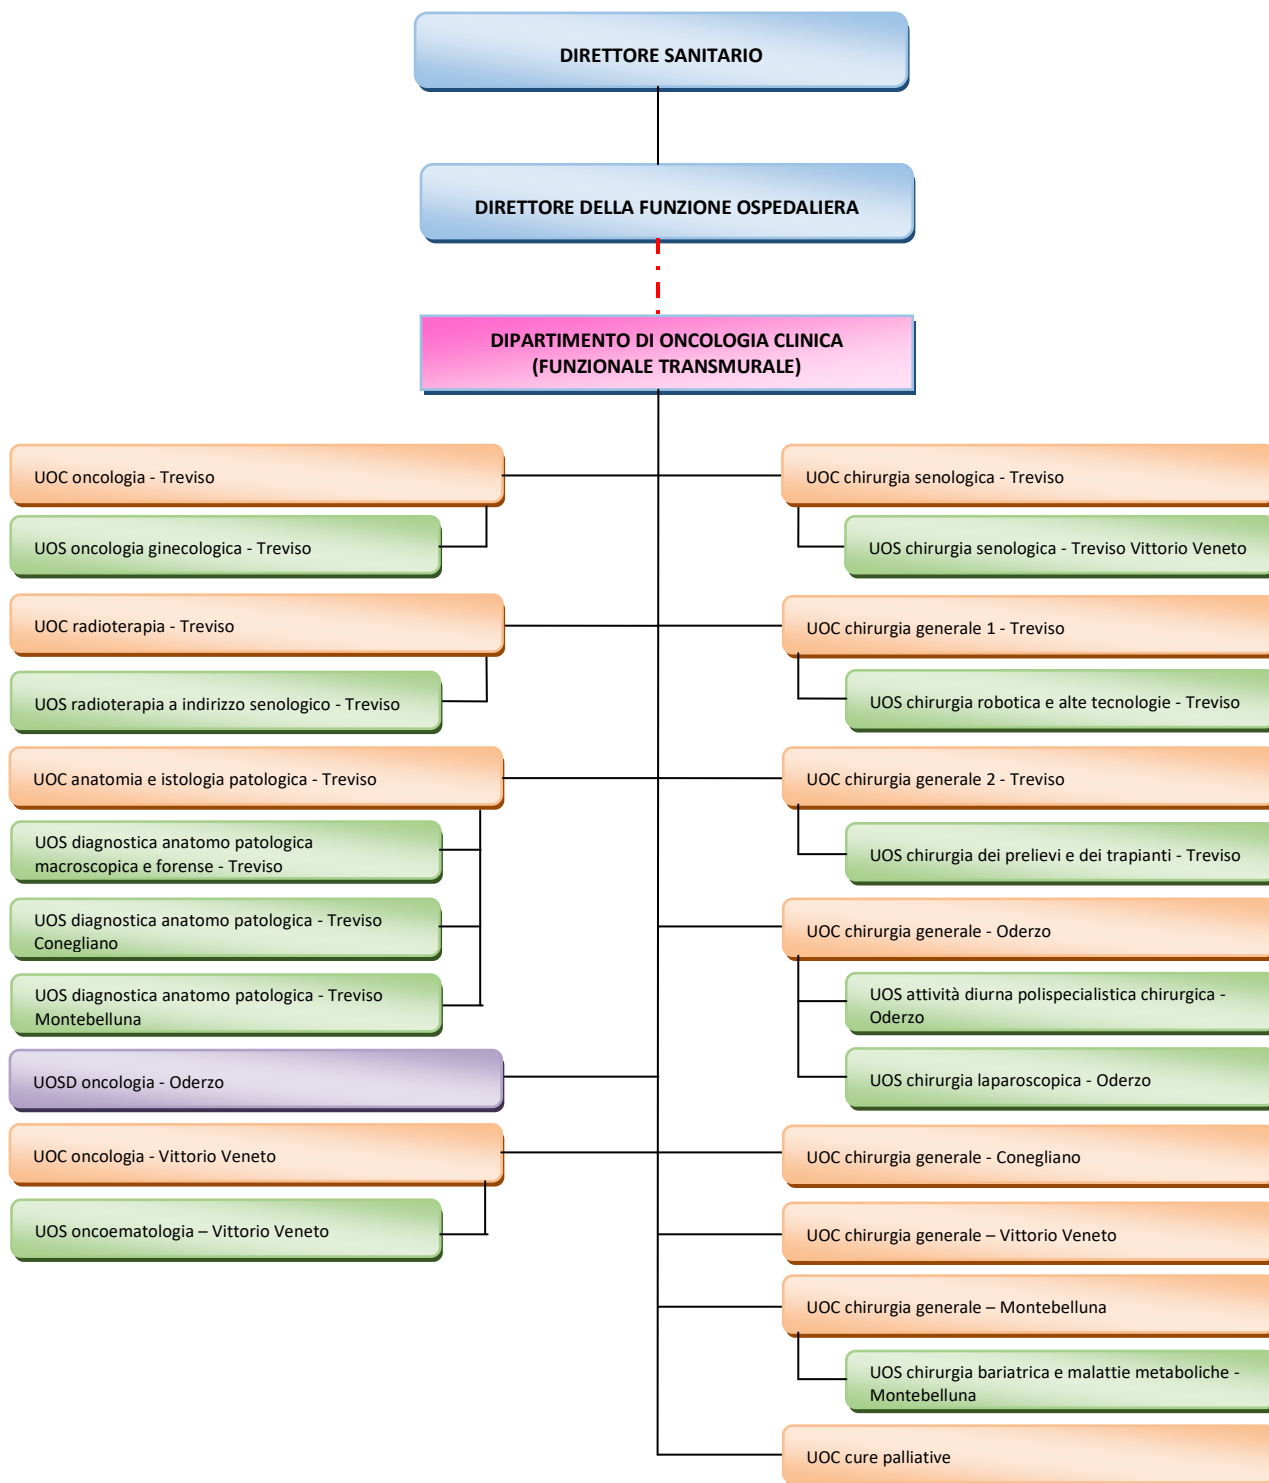 DIRETTORE SANITARIO
DIRETTORE DELLA FUNZIONE OSPEDALIERA
DIPARTIMENTO DI ONCOLOGIA CLINICA
(FUNZIONALE TRANSMURALE)
UOC oncologia - Treviso
UOS oncologia ginecologica - Treviso
UOC radioterapia - Treviso
UOS radioterapia a indirizzo senologico - Treviso
UOC anatomia e istologia patologica - Treviso
UOS diagnostica anatomo patologica
macroscopica e forense - Treviso
UOS diagnostica anatomo patologica - Treviso
Conegliano
UOS diagnostica anatomo patologica - Treviso
Montebelluna
UOSD oncologia - Oderzo
UOC oncologia - Vittorio Veneto
UOS oncoematologia – Vittorio Veneto
UOC chirurgia senologica - Treviso
UOS chirurgia senologica - Treviso Vittorio Veneto
UOC chirurgia generale 1 - Treviso
UOS chirurgia robotica e alte tecnologie - Treviso
UOC chirurgia generale 2 - Treviso
UOS chirurgia dei prelievi e dei trapianti - Treviso
UOC chirurgia generale - Oderzo
UOS attività diurna polispecialistica chirurgica -
Oderzo
UOS chirurgia laparoscopica - Oderzo
UOC chirurgia generale - Conegliano
UOC chirurgia generale – Vittorio Veneto
UOC chirurgia generale – Montebelluna
UOS chirurgia bariatrica e malattie metaboliche -
Montebelluna
UOC cure palliative